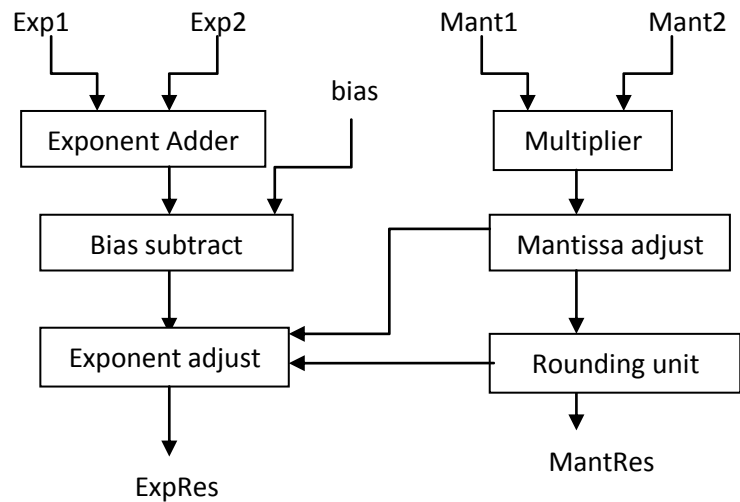 Exp1
Exp2
Mant1
Mant2
bias
Exponent Adder
Multiplier
Bias subtract
Mantissa adjust
Exponent adjust
Rounding unit
ExpRes
MantRes